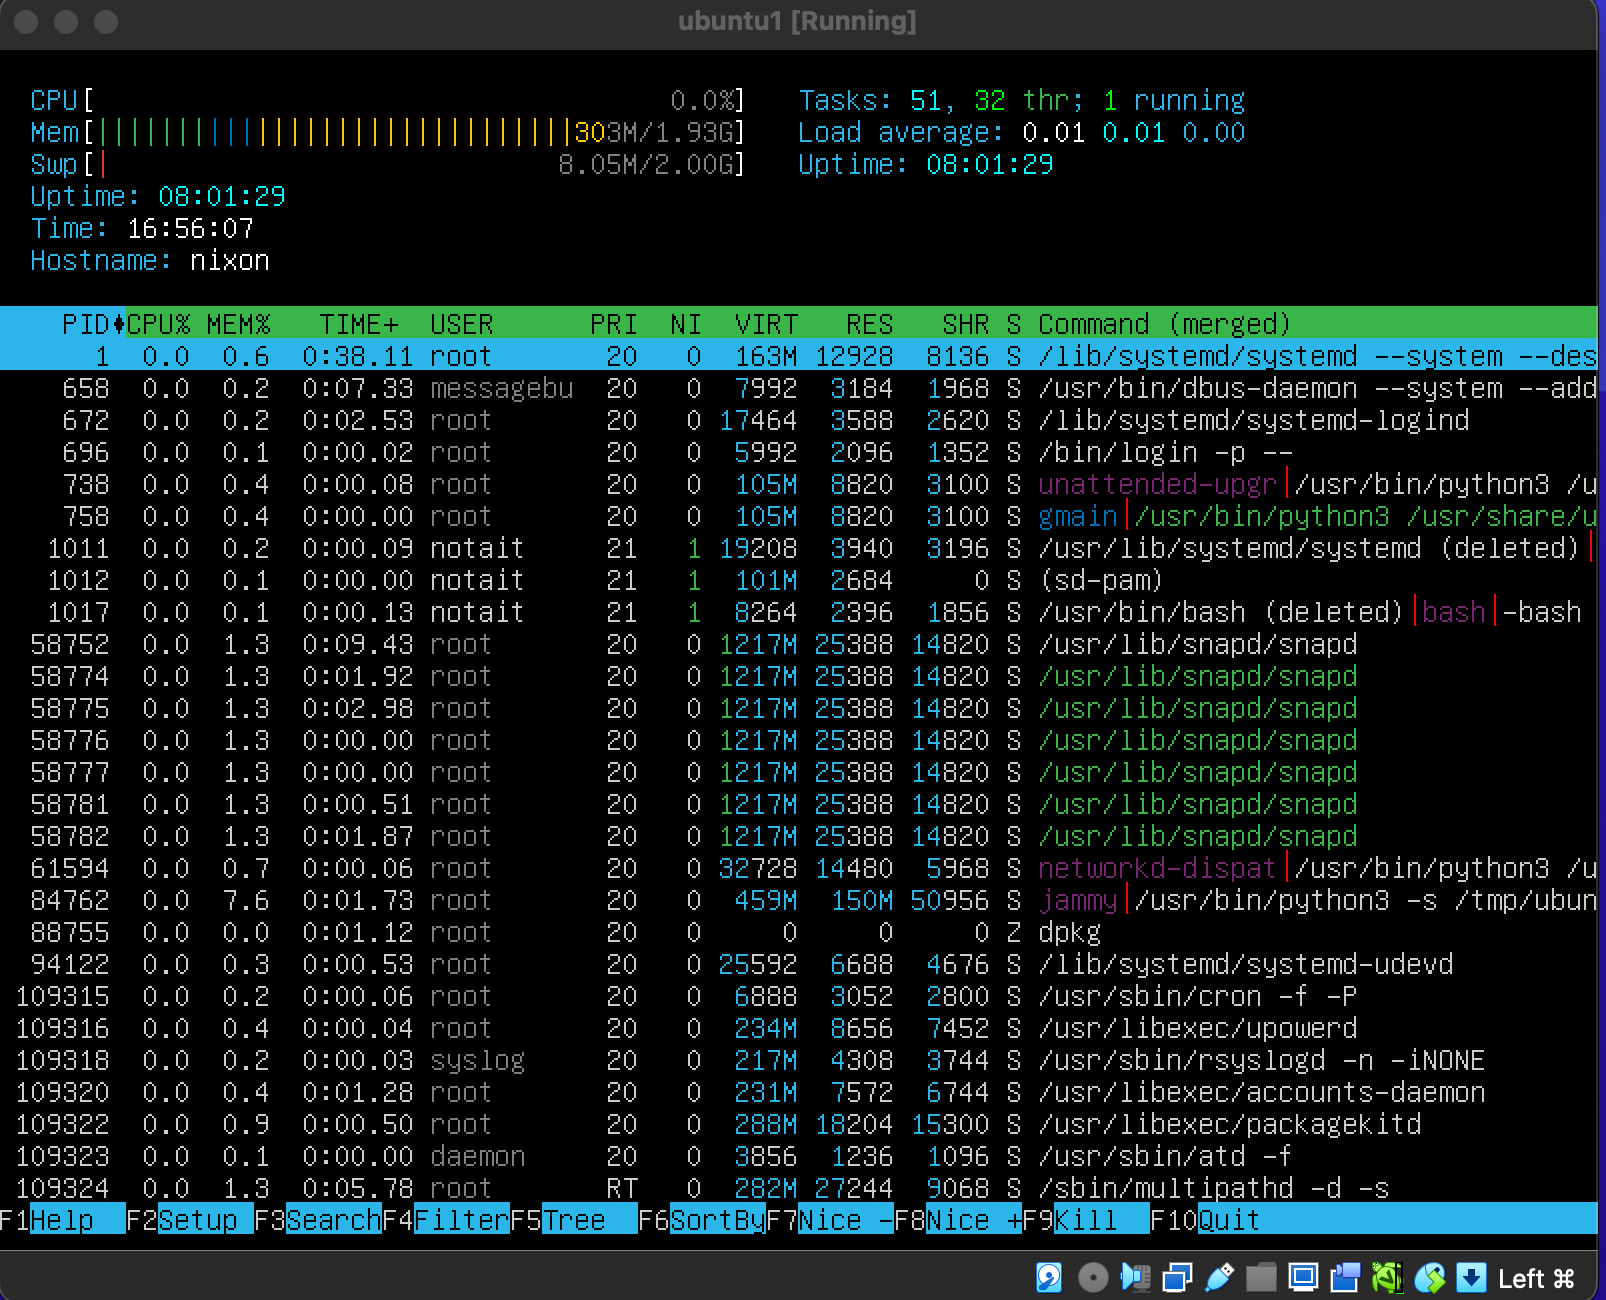 ubuntu1 [Running]
CPU[ 0.0%] Tasks: 51, 32 thr; 1 running
Mem[||||||||||||||||||||||||||||||303M/1.93G] Load average: 0.01 0.01 0.00
Swp[| 8.05M/2.00G] Uptime: 08:01:29
Uptime: 08:01:29
Time: 16:56:07
Hostname: nixon
PID CPU% MEM% TIME+ USER PRI NI VIRT RES SHR S Command (merged)
1 0.0 0.6 0:38.11 root 20 0 163M 12928 8136 S /lib/systemd/systemd --system --des
658 0.0 0.2 0:07.33 messagebu 20 0 7992 3184 1968 S /usr/bin/dbus-daemon --system --add
672 0.0 0.2 0:02.53 root 20 0 17464 3588 2620 S /lib/systemd/systemd-logind
696 0.0 0.1 0:00.02 root 20 0 5992 2096 1352 S /bin/login -p --
738 0.0 0.4 0:00.08 root 20 0 105M 8820 3100 S unattended-upgr|/usr/bin/python3 /u
758 0.0 0.4 0:00.00 root 20 0 105M 8820 3100 S gmain|/usr/bin/python3 /usr/share/u
1011 0.0 0.2 0:00.09 notait 21 1 19208 3940 3196 S /usr/lib/systemd/systemd (deleted)|
1012 0.0 0.1 0:00.00 notait 21 1 101M 2684 0 S (sd-pam)
1017 0.0 0.1 0:00.13 notait 21 1 8264 2396 1856 S /usr/bin/bash (deleted)|bash|-bash
58752 0.0 1.3 0:09.43 root 20 0 1217M 25388 14820 S /usr/lib/snapd/snapd
58774 0.0 1.3 0:01.92 root 20 0 1217M 25388 14820 S /usr/lib/snapd/snapd
58775 0.0 1.3 0:02.98 root 20 0 1217M 25388 14820 S /usr/lib/snapd/snapd
58776 0.0 1.3 0:00.00 root 20 0 1217M 25388 14820 S /usr/lib/snapd/snapd
58777 0.0 1.3 0:00.00 root 20 0 1217M 25388 14820 S /usr/lib/snapd/snapd
58781 0.0 1.3 0:00.51 root 20 0 1217M 25388 14820 S /usr/lib/snapd/snapd
58782 0.0 1.3 0:01.87 root 20 0 1217M 25388 14820 S /usr/lib/snapd/snapd
61594 0.0 0.7 0:00.06 root 20 0 32728 14480 5968 S networkd-dispat|/usr/bin/python3 /u
84762 0.0 7.6 0:01.73 root 20 0 459M 150M 50956 S jammy|/usr/bin/python3 -s /tmp/ubun
88755 0.0 0.0 0:01.12 root 20 0 0 0 0 Z dpkg
94122 0.0 0.3 0:00.53 root 20 0 25592 6688 4676 S /lib/systemd/systemd-udevd
109315 0.0 0.2 0:00.06 root 20 0 6888 3052 2800 S /usr/sbin/cron -f -P
109316 0.0 0.4 0:00.04 root 20 0 234M 8656 7452 S /usr/libexec/upowerd
109318 0.0 0.2 0:00.03 syslog 20 0 217M 4308 3744 S /usr/sbin/rsyslogd -n -iNONE
109320 0.0 0.4 0:01.28 root 20 0 231M 7572 6744 S /usr/libexec/accounts-daemon
109322 0.0 0.9 0:00.50 root 20 0 288M 18204 15300 S /usr/libexec/packagekitd
109323 0.0 0.1 0:00.00 daemon 20 0 3856 1236 1096 S /usr/sbin/atd -f
109324 0.0 1.3 0:05.78 root RT 0 282M 27244 9068 S /sbin/multipathd -d -s
F1Help F2Setup F3SearchF4FilterF5Tree F6SortByF7Nice -F8Nice +F9Kill F10Quit
Left ⌘